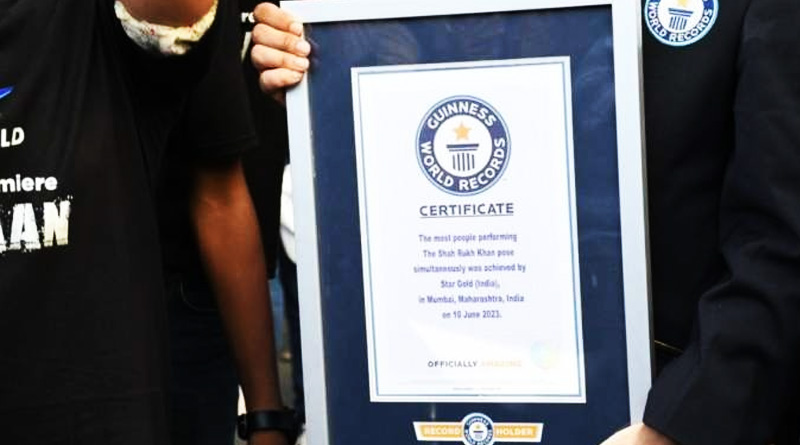 LD
miere
AAN
GUINNESS
WORLD RECORDS
CERTIFICATE
The most people performing
The Shah Rukh Khan pose
simultaneously was achieved by
Star Gold (India),
in Mumbai, Maharashtra, India
on 10 June 2023.
OFFICIALLY AMAZING
RECORD HOLDER
WORLD RECORDS